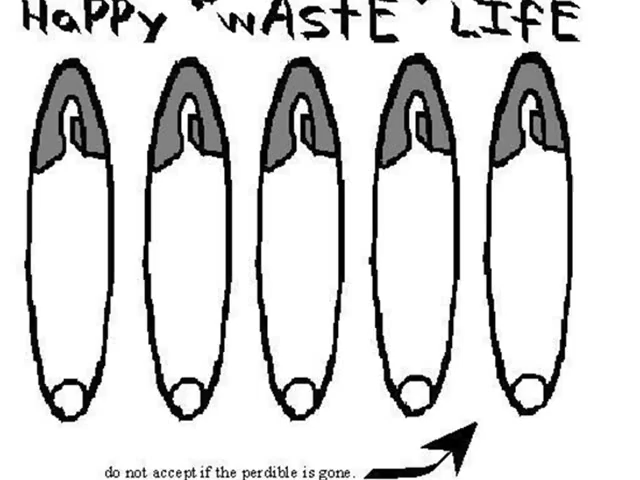 HaPPy "wAStE" LIfE
do not accept if the perdible is gone.